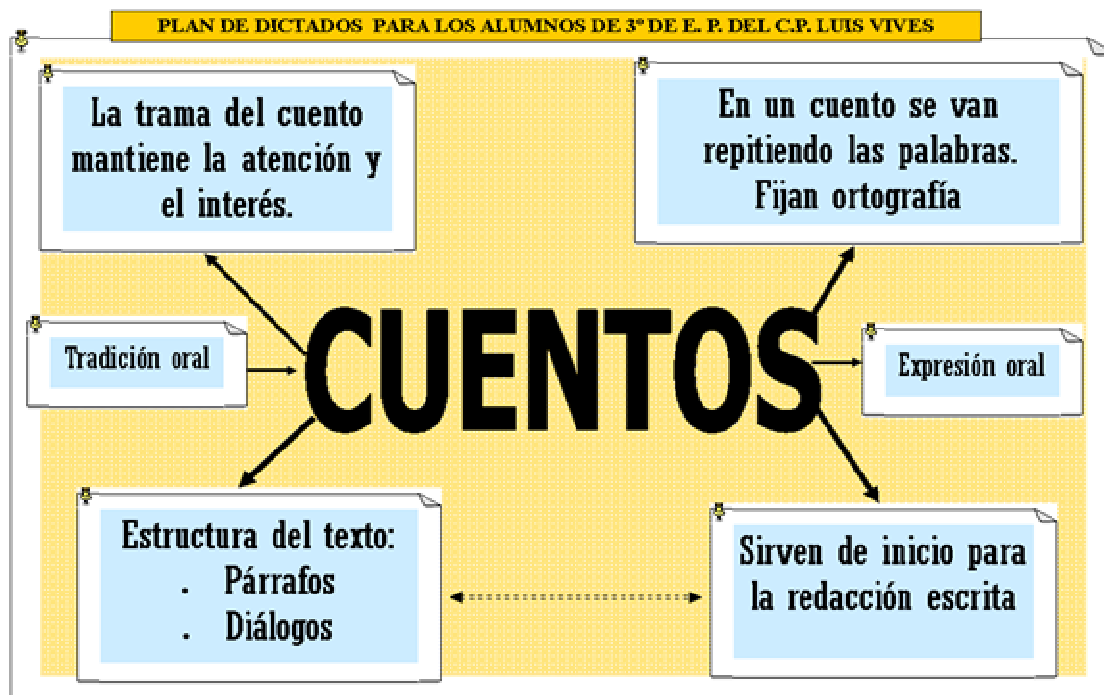 PLAN DE DICTADOS PARA LOS ALUMNOS DE 3º DE E. P. DEL C.P. LUIS VIVES
La trama del cuento
mantiene la atención y
el interés.
En un cuento se van
repitiendo las palabras.
Fijan ortografía
Tradición oral
CUENTOS
Expresión oral
Estructura del texto:
. Párrafos
. Diálogos
Sirven de inicio para
la redacción escrita